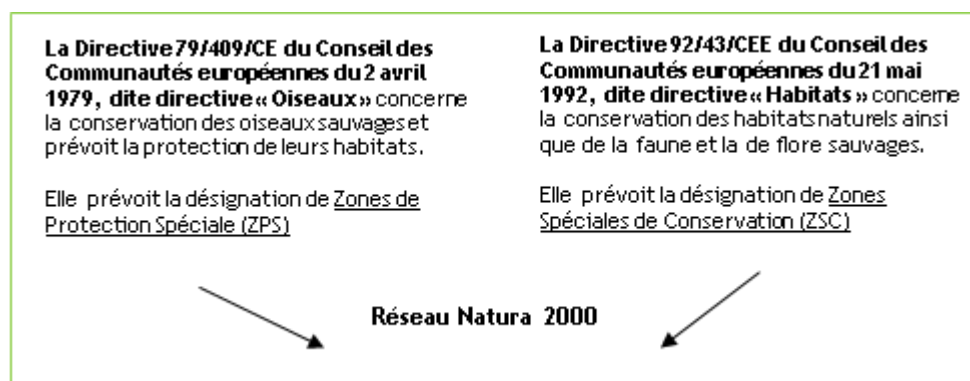 La Directive 79/409/CE du Conseil des
Communautés européennes du 2 avril
1979, dite directive « Oiseaux » concerne
la conservation des oiseaux sauvages et
prévoit la protection de leurs habitats.
Elle prévoit la désignation de Zones de
Protection Spéciale (ZPS)
La Directive 92/43/CEE du Conseil des
Communautés européennes du 21 mai
1992, dite directive « Habitats » concerne
la conservation des habitats naturels ainsi
que de la faune et la de flore sauvages.
Elle prévoit la désignation de Zones
Spéciales de Conservation (ZSC)
Réseau Natura 2000